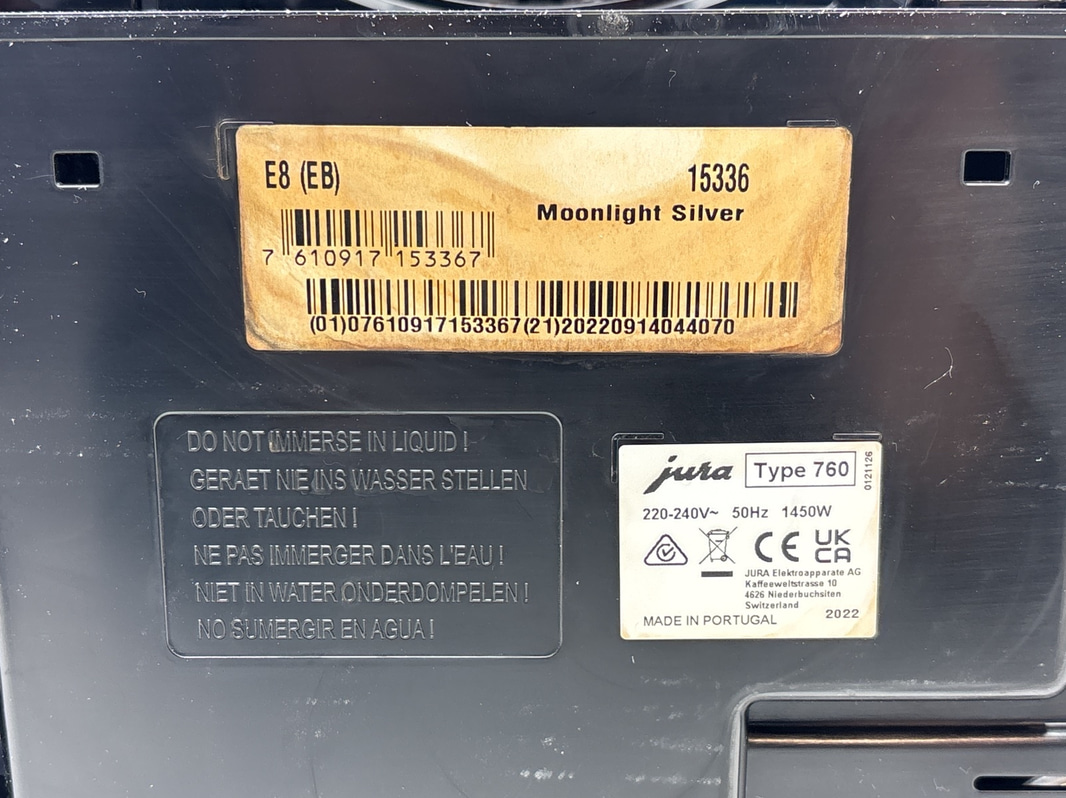 E8 (EB)
15336
Moonlight Silver
7 610917 153367
(01)07610917153367(21)20220914044070
DO NOT IMMERSE IN LIQUID !
GERAET NIE INS WASSER STELLEN
ODER TAUCHEN !
NE PAS IMMERGER DANS L'EAU !
NIET IN WATER ONDERDOMPELEN !
NO SUMERGIR EN AGUA !
jura Type 760
0121126
220-240V~ 50Hz 1450W
CE UKCA
JURA Elektroapparate AG
Kaffeeweltstrasse 10
4626 Niederbuchsiten
Switzerland
MADE IN PORTUGAL 2022